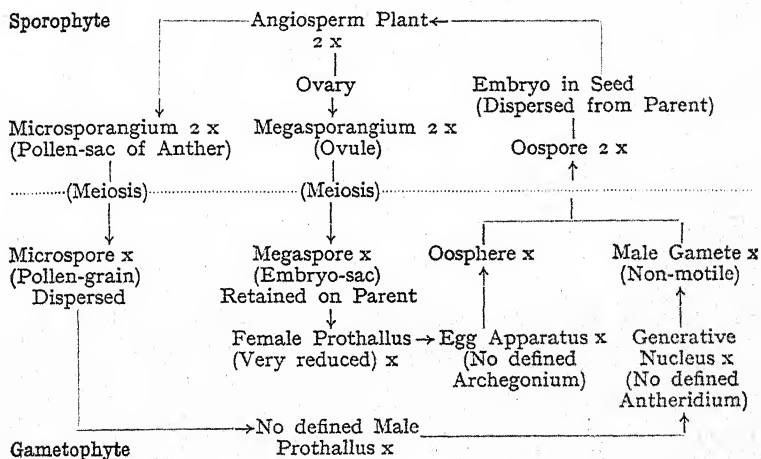 Sporophyte
Angiosperm Plant
2 x
Ovary
Embryo in Seed
(Dispersed from Parent)
Microsporangium 2 x
(Pollen-sac of Anther)
Megasporangium 2 x
(Ovule)
Oospore 2 x
(Meiosis)
(Meiosis)
Microspore x
(Pollen-grain)
Dispersed
Megaspore x
(Embryo-sac)
Retained on Parent
Oosphere x
Male Gamete x
(Non-motile)
Female Prothallus
(Very reduced) x
Egg Apparatus x
(No defined
Archegonium)
Generative
Nucleus x
(No defined
Antheridium)
No defined Male
Prothallus x
Gametophyte